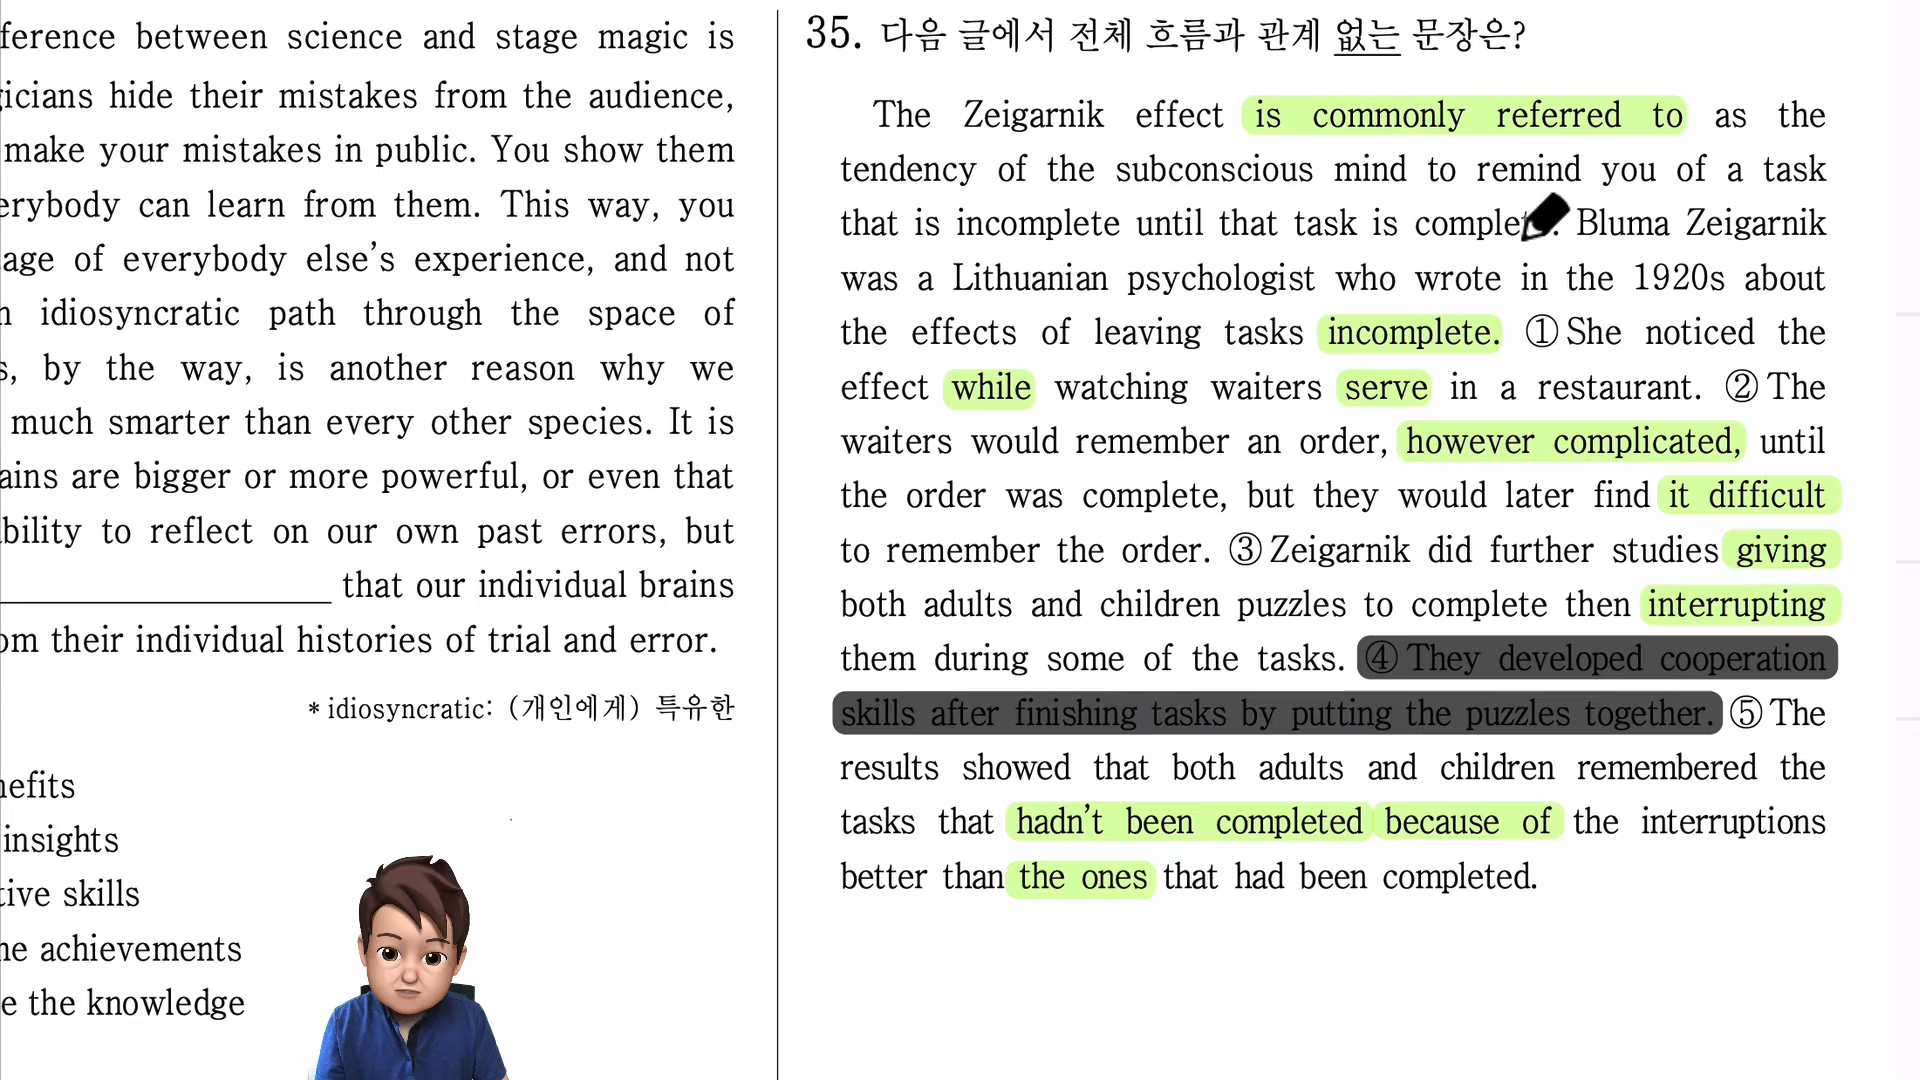 ference between science and stage magic is
icians hide their mistakes from the audience,
make your mistakes in public. You show them
erybody can learn from them. This way, you
age of everybody else's experience, and not
idiosyncratic path through the space of
s, by the way, is another reason why we
much smarter than every other species. It is
ains are bigger or more powerful, or even that
bility to reflect on our own past errors, but
that our individual brains
om their individual histories of trial and error.
* idiosyncratic: (개인에게) 특유한
nefits
insights
tive skills
he achievements
e the knowledge
35. 다음 글에서 전체 흐름과 관계 없는 문장은?
The Zeigarnik effect is commonly referred to as the
tendency of the subconscious mind to remind you of a task
that is incomplete until that task is complete. Bluma Zeigarnik
was a Lithuanian psychologist who wrote in the 1920s about
the effects of leaving tasks incomplete. ① She noticed the
effect while watching waiters serve in a restaurant. ② The
waiters would remember an order, however complicated, until
the order was complete, but they would later find it difficult
to remember the order. ③ Zeigarnik did further studies giving
both adults and children puzzles to complete then interrupting
them during some of the tasks. ④ They developed cooperation
skills after finishing tasks by putting the puzzles together. ⑤ The
results showed that both adults and children remembered the
tasks that hadn't been completed because of the interruptions
better than the ones that had been completed.